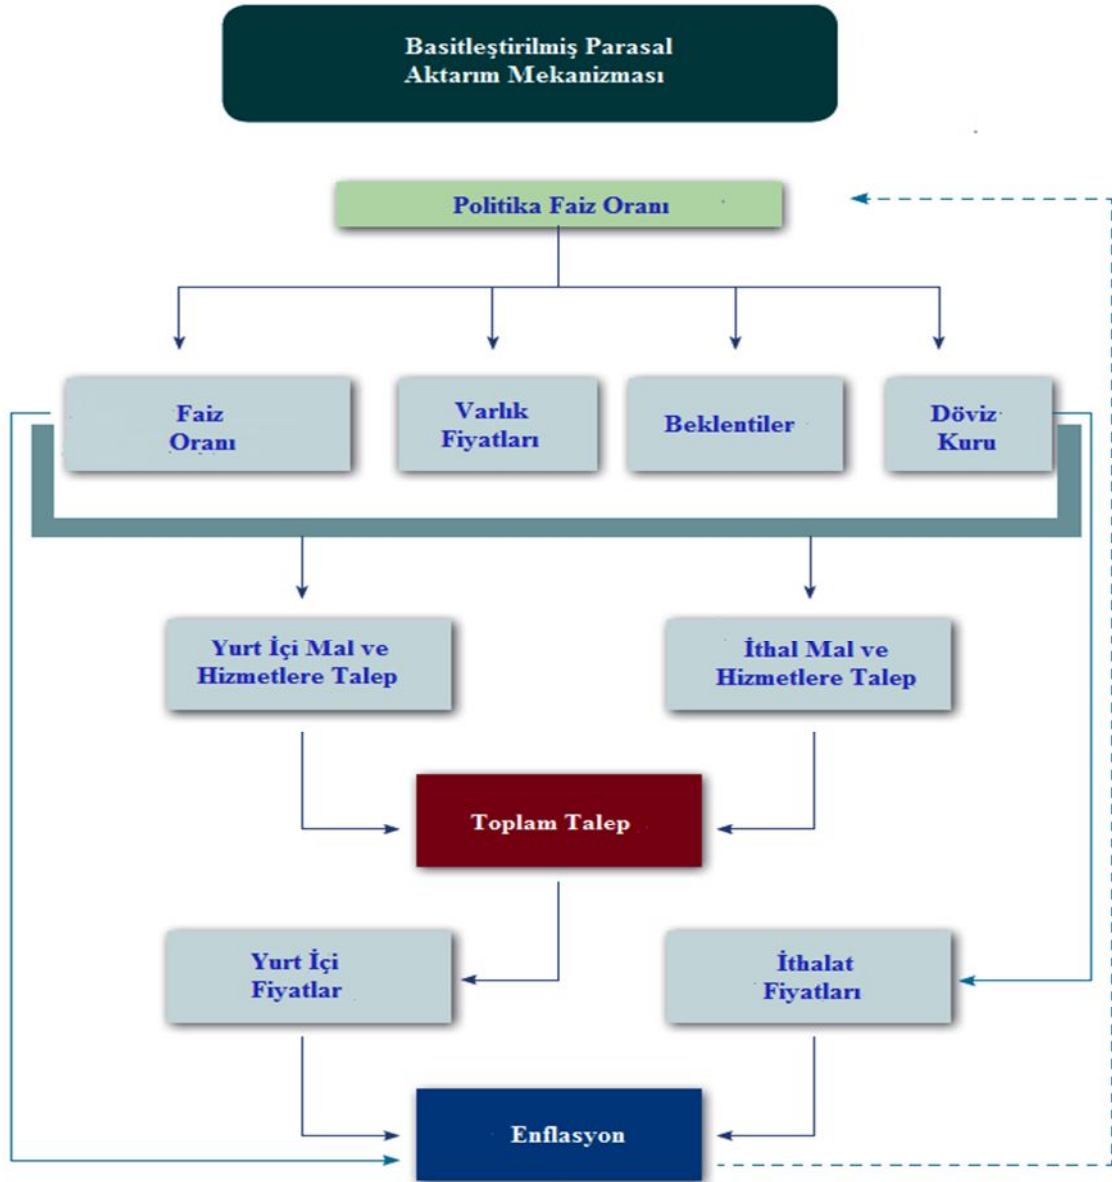 Basitleştirilmiş Parasal
Aktarım Mekanizması
Politika Faiz Oranı
Faiz
Oranı
Varlık
Fiyatları
Beklentiler
Döviz
Kuru
Yurt İçi Mal ve
Hizmetlere Talep
İthal Mal ve
Hizmetlere Talep
Toplam Talep
Yurt İçi
Fiyatlar
İthalat
Fiyatları
Enflasyon